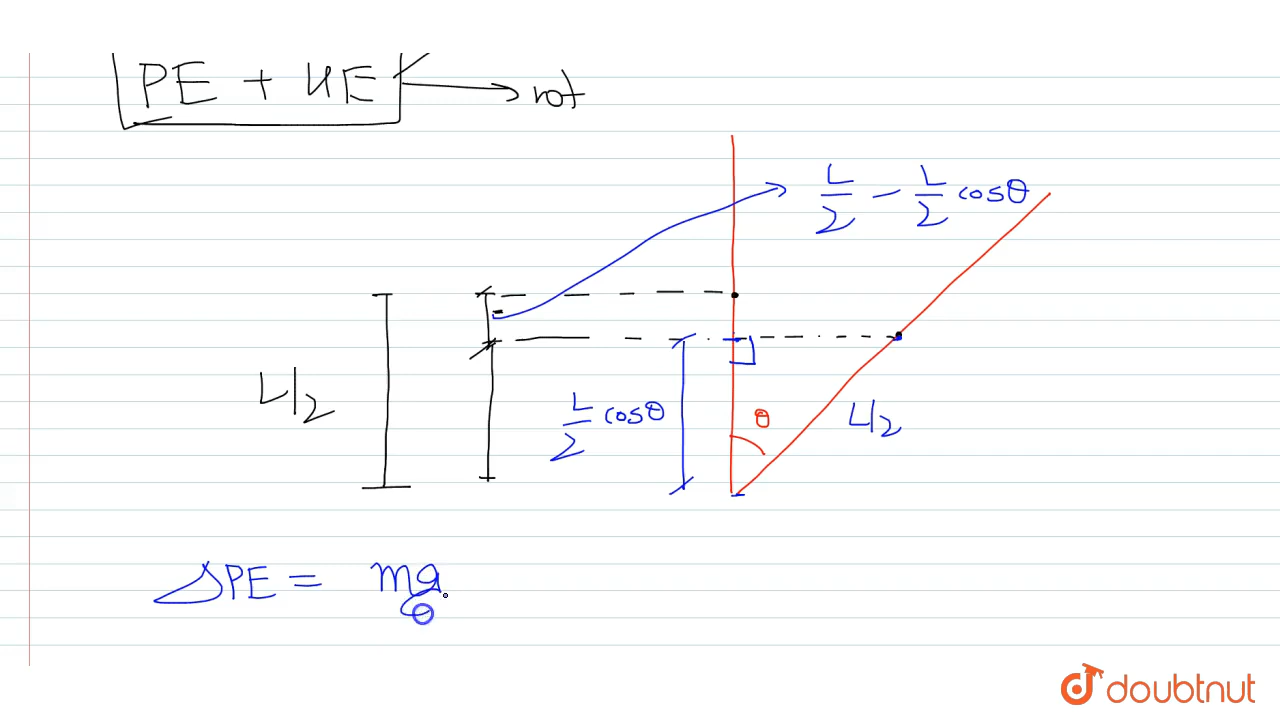 PE + KE → rot
L/2 - L/2 cosθ
L/2
L/2 cosθ
θ
L/2
ΔPE = mg
doubtnut